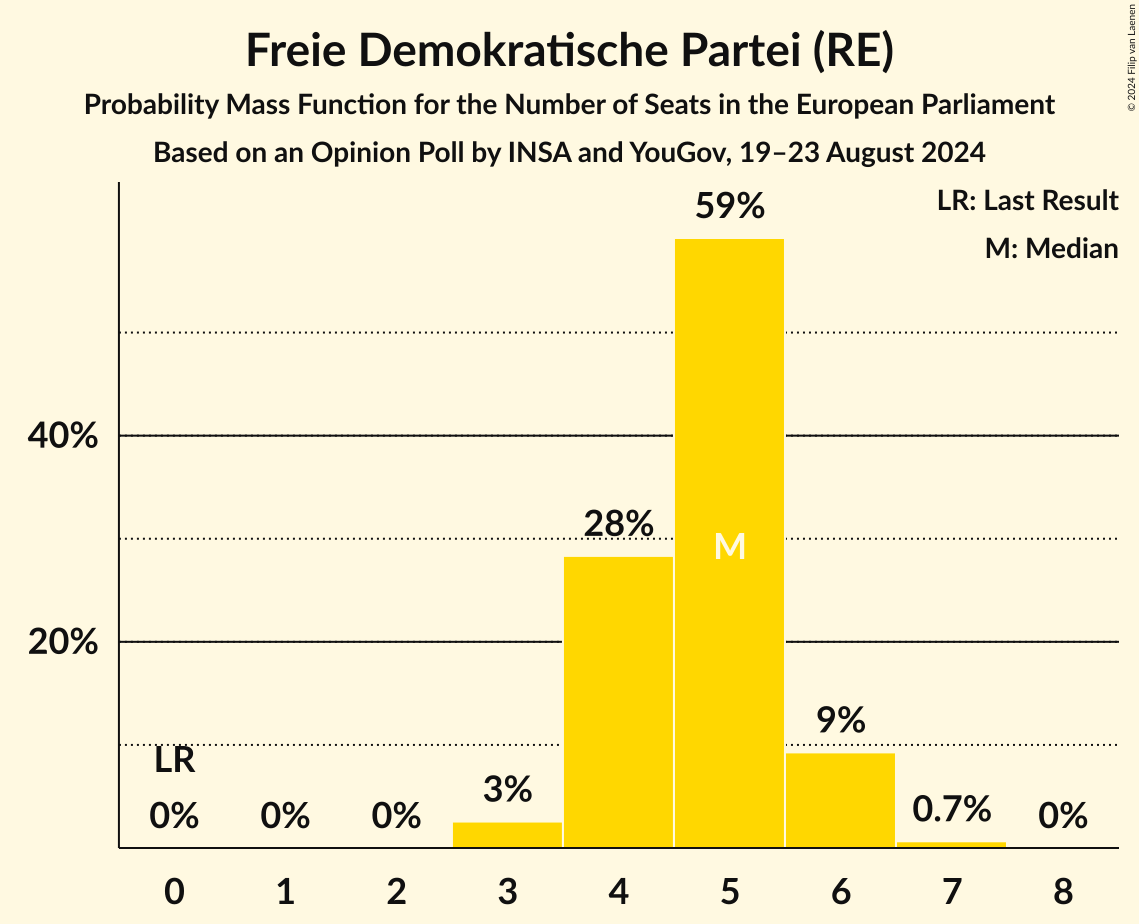 Freie Demokratische Partei (RE)
Probability Mass Function for the Number of Seats in the European Parliament
Based on an Opinion Poll by INSA and YouGov, 19–23 August 2024
© 2024 Filip van Laenen
LR: Last Result
M: Median
59%
40%
28%
M
20%
9%
LR
3%
0.7%
0%
0%
0%
0%
0 1 2 3 4 5 6 7 8